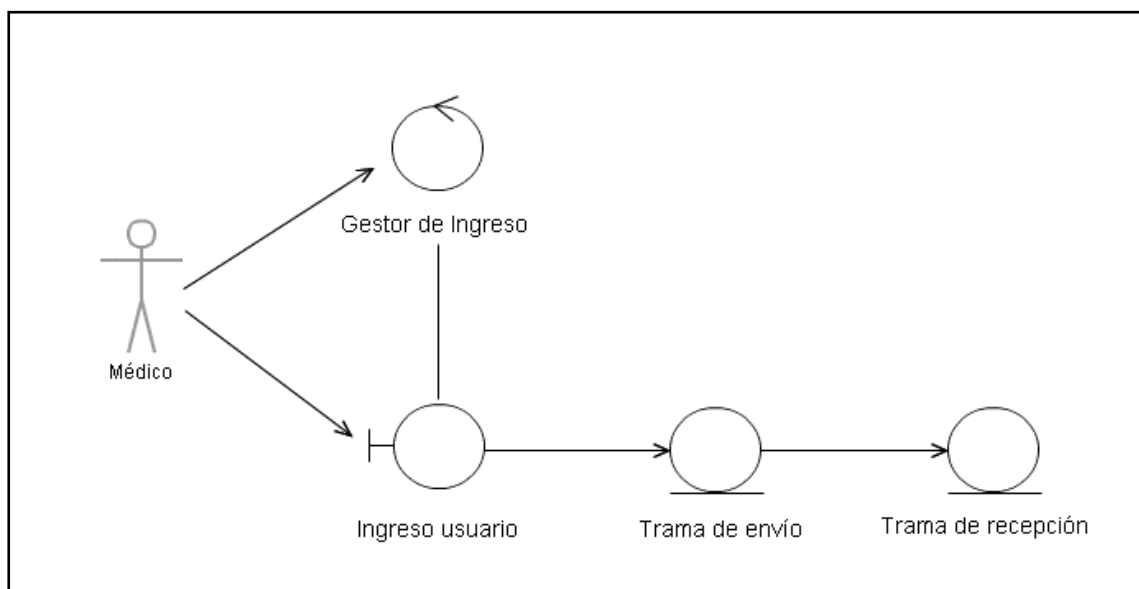 Gestor de Ingreso
Médico
Ingreso usuario
Trama de envío
Trama de recepción